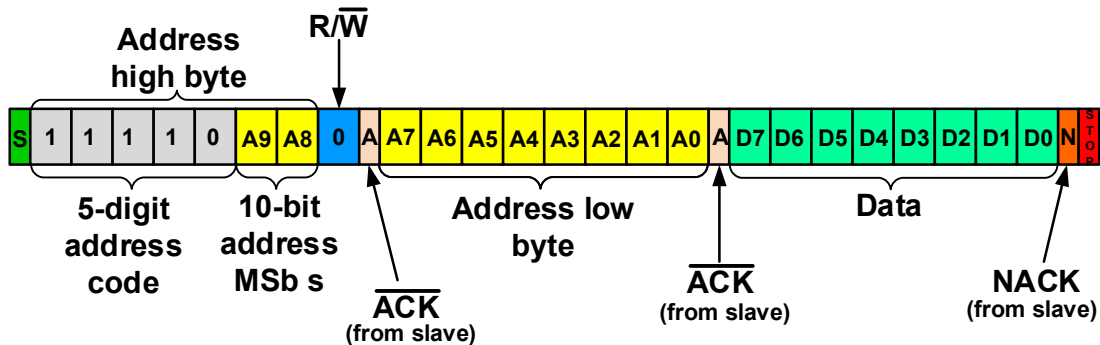 R/W
Address
high byte
S 1 1 1 1 0 A9 A8 0 A A7 A6 A5 A4 A3 A2 A1 A0 A D7 D6 D5 D4 D3 D2 D1 D0 N STOP
5-digit
address
code
10-bit
address
MSb s
Address low
byte
Data
ACK
(from slave)
ACK
(from slave)
NACK
(from slave)